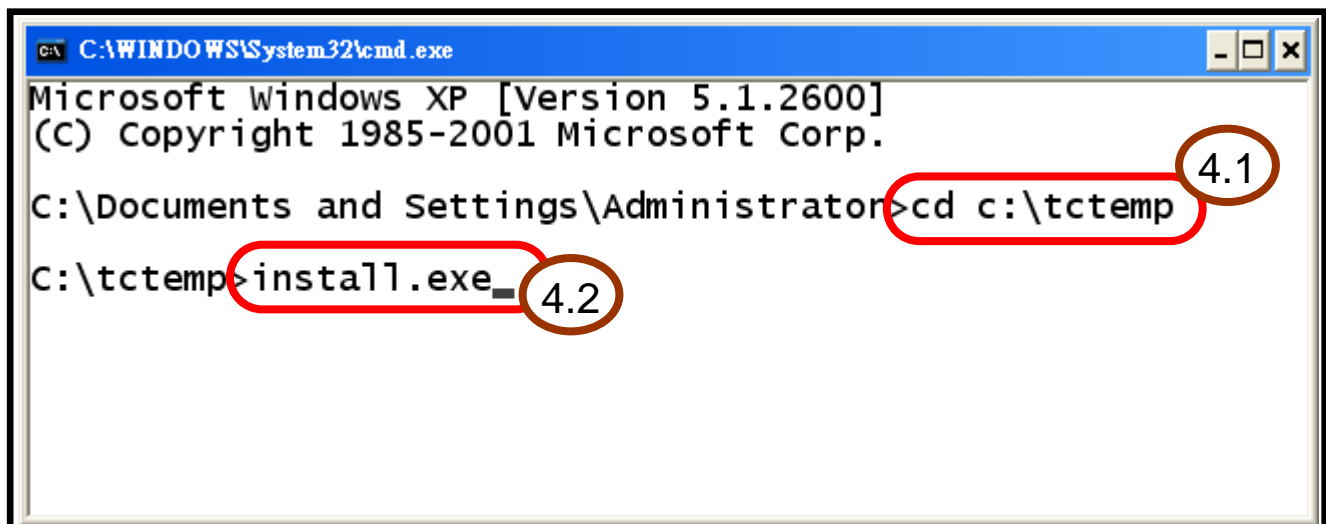 C:\WINDOWS\System32\cmd.exe
Microsoft Windows XP [Version 5.1.2600]
(C) Copyright 1985-2001 Microsoft Corp.
4.1
C:\Documents and Settings\Administrator>cd c:\tctemp
C:\tctemp>install.exe_
4.2